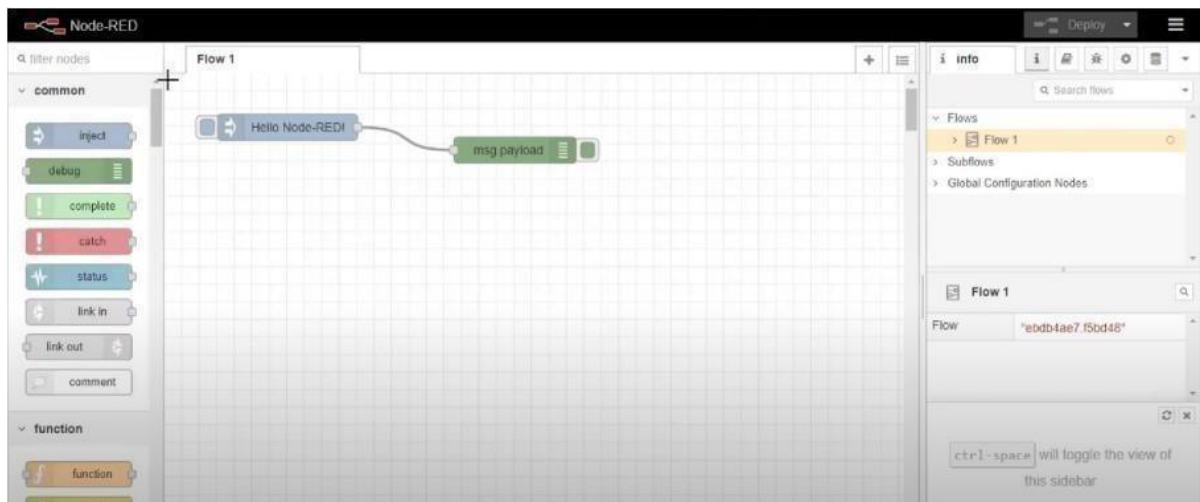 Node-RED
Deploy
filter nodes
Flow 1
i info
i
Search flows
common
inject
debug
complete
catch
status
link in
link out
comment
function
function
Hello Node-RED!
msg payload
Flows
Flow 1
Subflows
Global Configuration Nodes
Flow 1
Flow "ebdb4ae7.f5bd48"
ctrl-space will toggle the view of
this sidebar